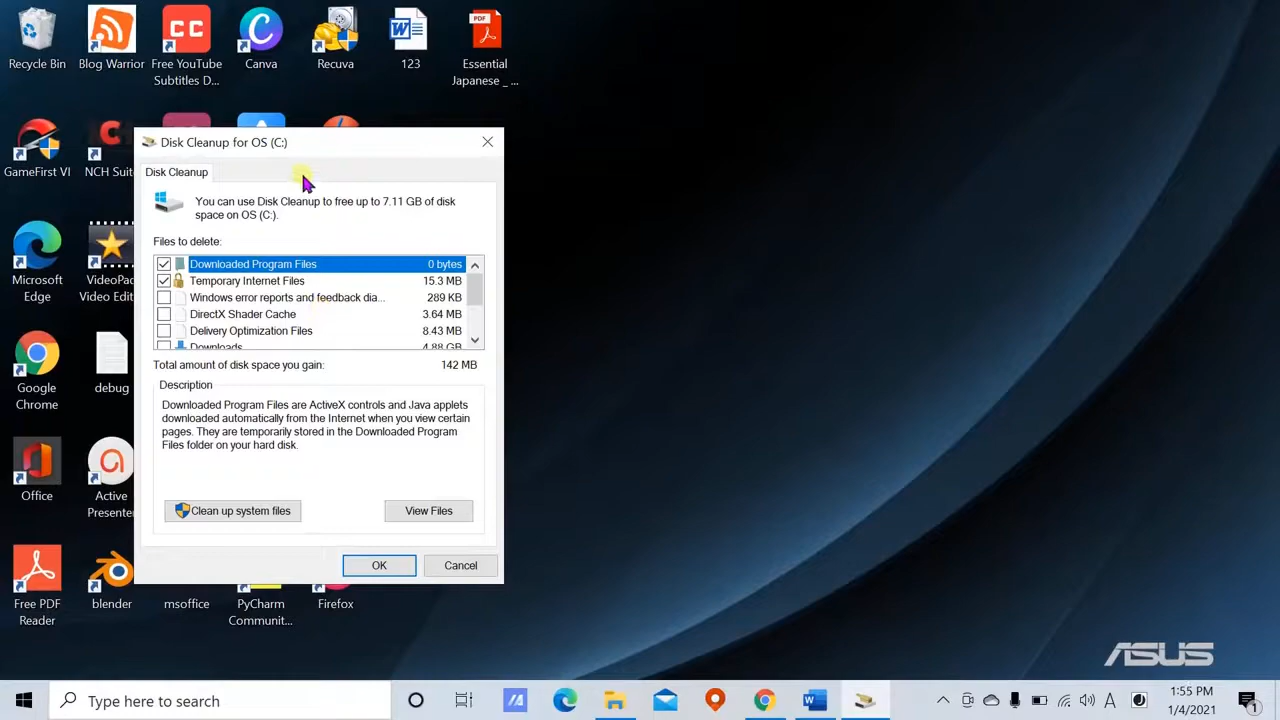 Recycle Bin
Blog Warrior
CC
Free YouTube
Subtitles D...
Canva
Recuva
123
PDF
Essential
Japanese _ ...
GameFirst VI
NCH Suit
Disk Cleanup for OS (C:)
Disk Cleanup
You can use Disk Cleanup to free up to 7.11 GB of disk
space on OS (C:).
Files to delete:
Downloaded Program Files 0 bytes
Temporary Internet Files 15.3 MB
Windows error reports and feedback dia... 289 KB
DirectX Shader Cache 3.64 MB
Delivery Optimization Files 8.43 MB
Downloads 4.88 GB
Total amount of disk space you gain: 142 MB
Description
Downloaded Program Files are ActiveX controls and Java applets
downloaded automatically from the Internet when you view certain
pages. They are temporarily stored in the Downloaded Program
Files folder on your hard disk.
Clean up system files
View Files
OK
Cancel
Microsoft
Edge
VideoPad
Video Edit
Google
Chrome
debug
Office
Active
Presenter
Free PDF
Reader
blender
msoffice
PyCharm
Communit...
Firefox
ASUS
Type here to search
A
1:55 PM
1/4/2021
1